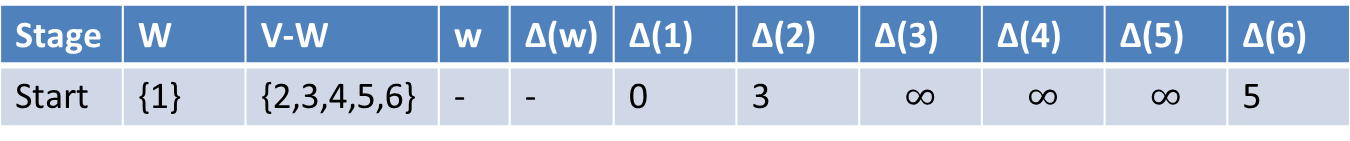 Stage W V-W w Δ(w) Δ(1) Δ(2) Δ(3) Δ(4) Δ(5) Δ(6)
Start {1} {2,3,4,5,6} - - 0 3 ∞ ∞ ∞ 5